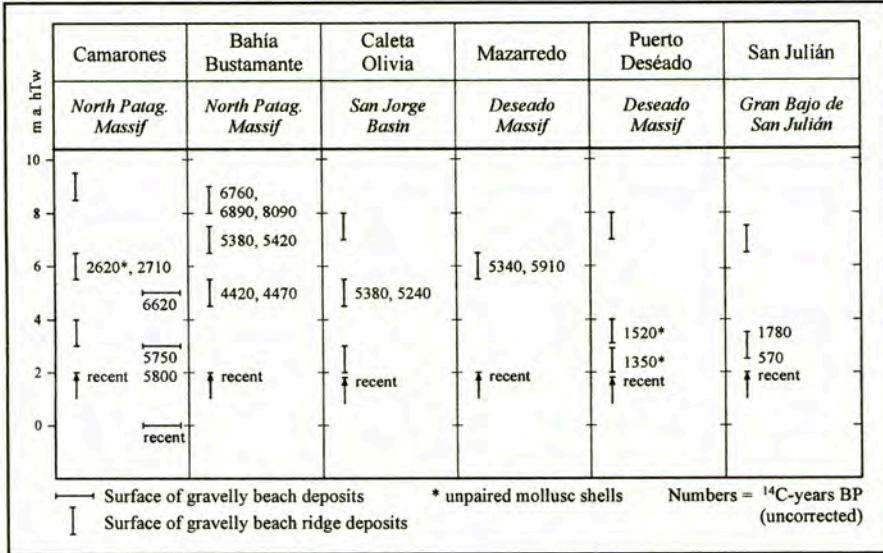 Camarones
Bahía
Bustamante
Caleta
Olivia
Mazarredo
Puerto
Deséado
San Julián
m a. hTw
North Patag.
Massif
North Patag.
Massif
San Jorge
Basin
Deseado
Massif
Deseado
Massif
Gran Bajo de
San Julián
10
8
6
4
2
0
2620*, 2710
6620
5750
5800
recent
recent
6760,
6890, 8090
5380, 5420
4420, 4470
recent
5380, 5240
recent
5340, 5910
recent
1520*
1350*
recent
1780
570
recent
Surface of gravelly beach deposits
* unpaired mollusc shells
Numbers = ¹⁴C-years BP
(uncorrected)
Surface of gravelly beach ridge deposits